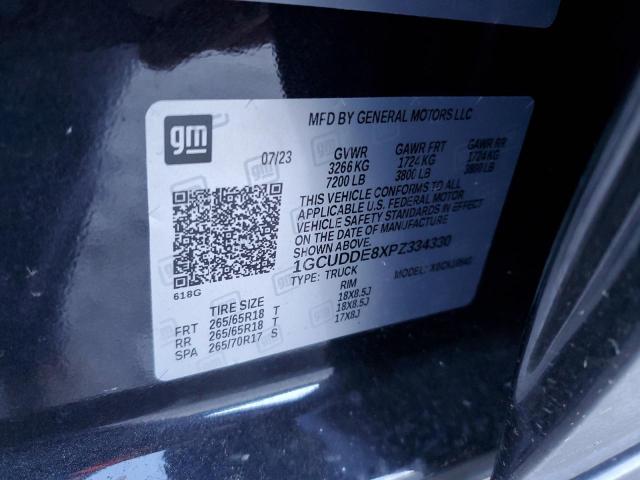 MFD BY GENERAL MOTORS LLC
gm
07/23 GVWR GAWR FRT GAWR RR
3266 KG 1724 KG 1724 KG
7200 LB 3800 LB 3800 LB
THIS VEHICLE CONFORMS TO ALL
APPLICABLE U.S. FEDERAL MOTOR
VEHICLE SAFETY STANDARDS IN EFFECT
ON THE DATE OF MANUFACTURE
SHOWN ABOVE.
1GCUDDE8XPZ334330
TYPE: TRUCK MODEL:
618G
TIRE SIZE RIM
FRT 265/65R18 T 18X8.5J
RR 265/65R18 T 18X8.5J
SPA 265/70R17 S 17X8J